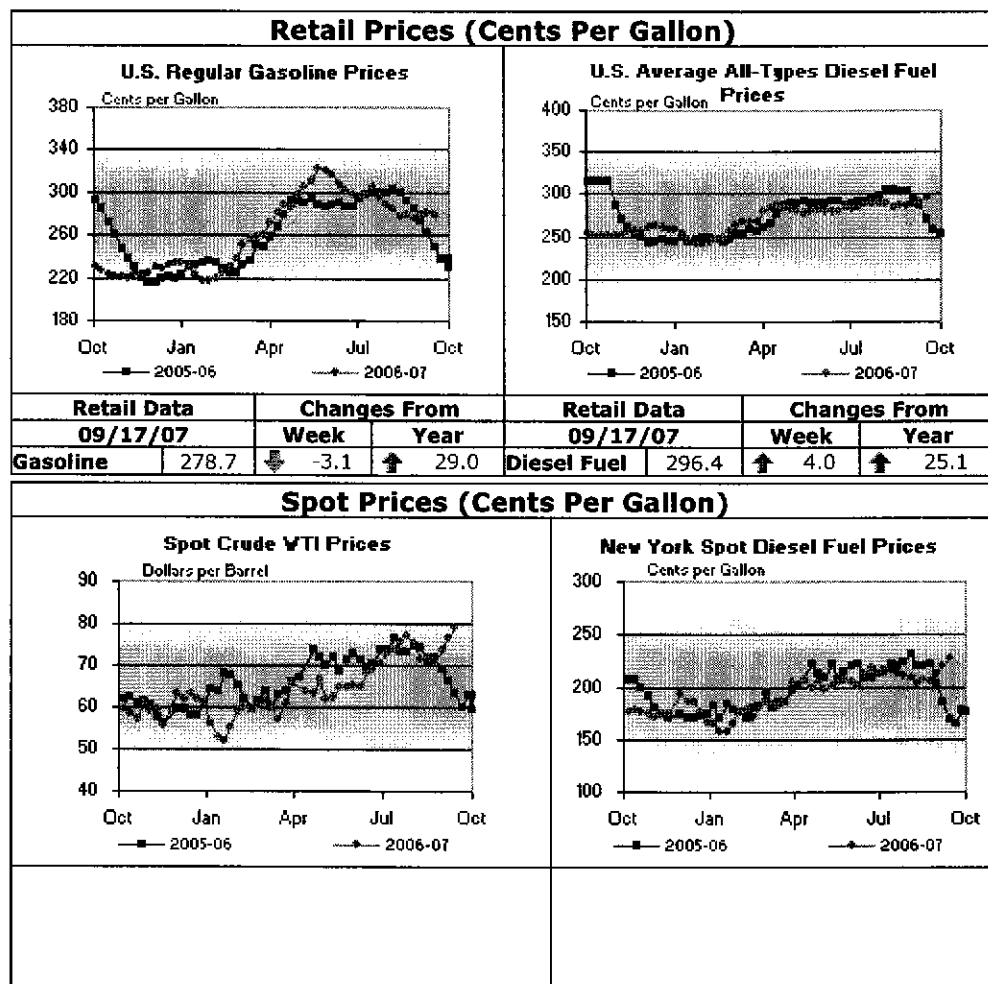 Retail Prices (Cents Per Gallon)
U.S. Regular Gasoline Prices
Cents per Gallon
380
340
300
260
220
180
Oct Jan Apr Jul Oct
2005-06 2006-07
U.S. Average All-Types Diesel Fuel
Prices
Cents per Gallon
400
350
300
250
200
150
Oct Jan Apr Jul Oct
2005-06 2006-07
Retail Data Changes From Retail Data Changes From
09/17/07 Week Year 09/17/07 Week Year
Gasoline 278.7 -3.1 29.0 Diesel Fuel 296.4 4.0 25.1
Spot Prices (Cents Per Gallon)
Spot Crude WTI Prices
Dollars per Barrel
90
80
70
60
50
40
Oct Jan Apr Jul Oct
2005-06 2006-07
New York Spot Diesel Fuel Prices
Cents per Gallon
300
250
200
150
100
Oct Jan Apr Jul Oct
2005-06 2006-07